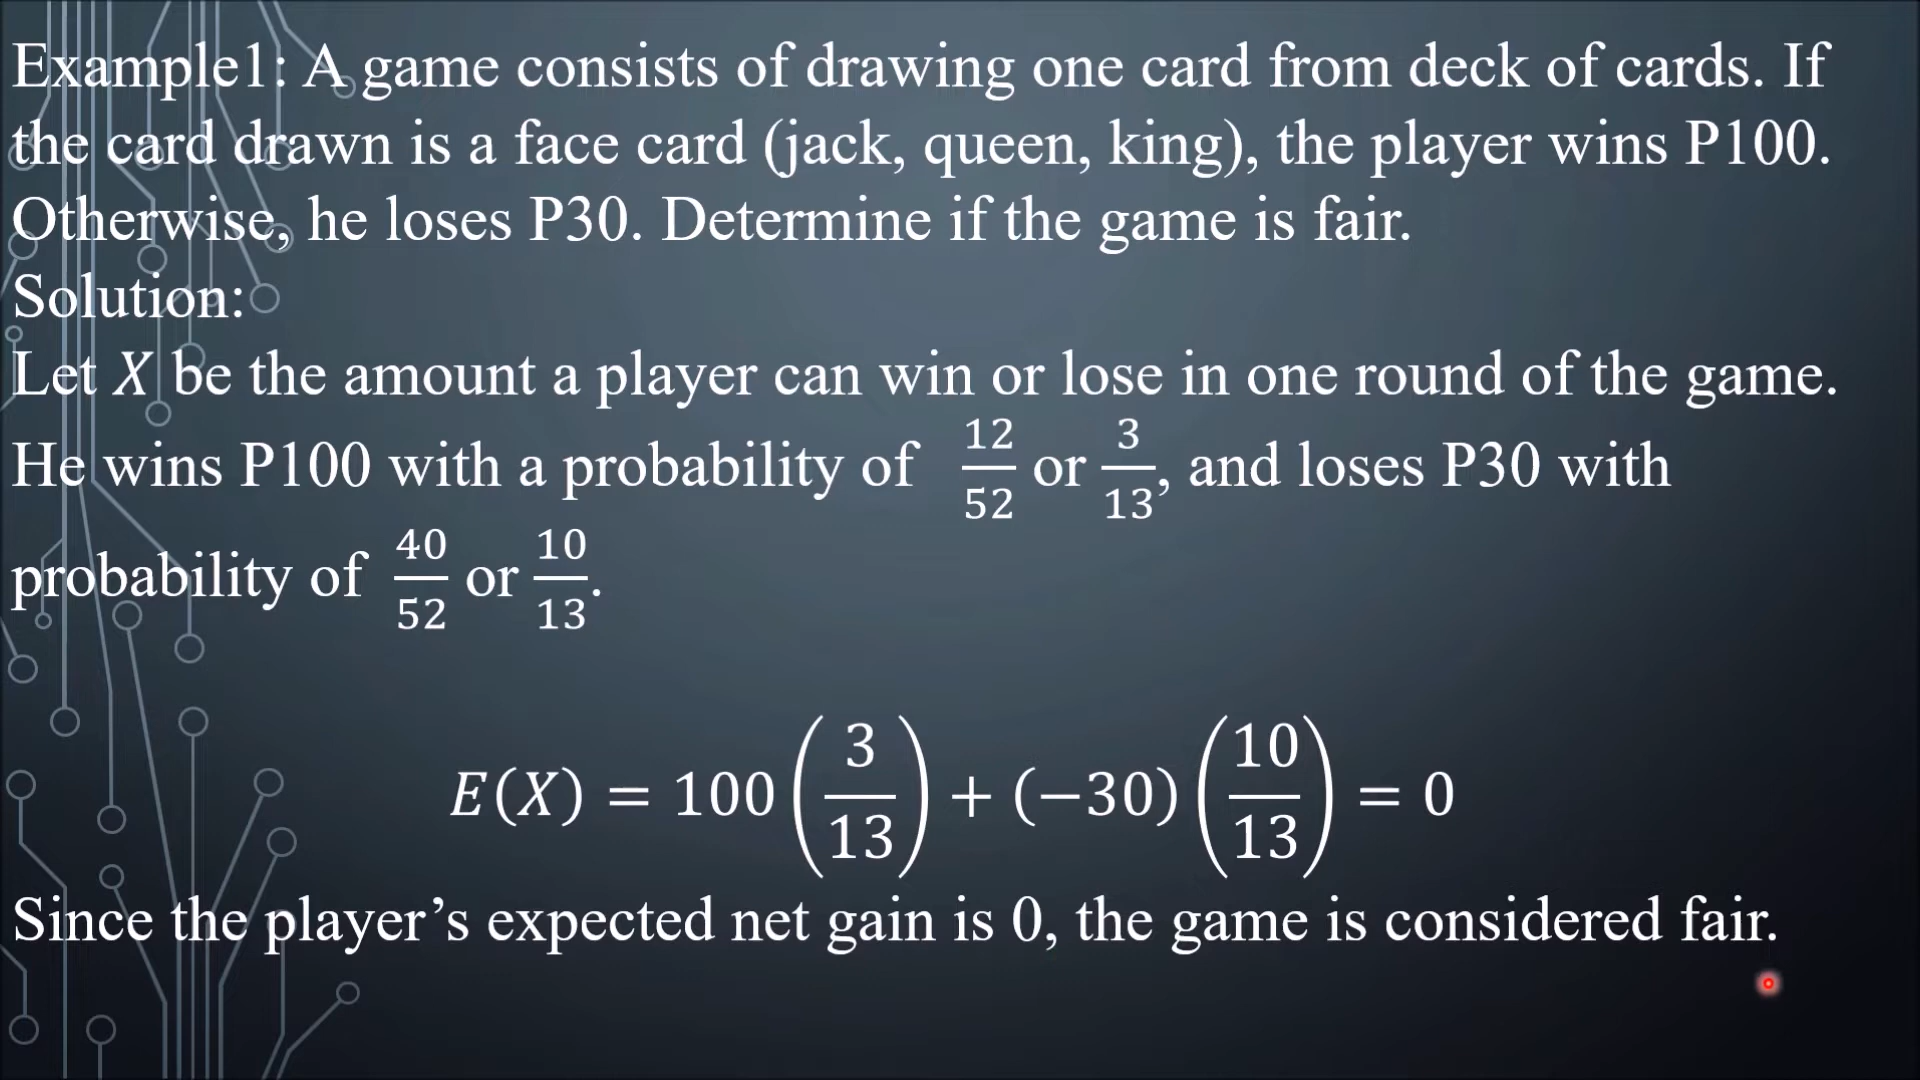 Example1: A game consists of drawing one card from deck of cards. If
the card drawn is a face card (jack, queen, king), the player wins P100.
Otherwise, he loses P30. Determine if the game is fair.
Solution:
Let X be the amount a player can win or lose in one round of the game.
He wins P100 with a probability of 12/52 or 3/13, and loses P30 with
probability of 40/52 or 10/13.
E(X) = 100(3/13) + (−30)(10/13) = 0
Since the player’s expected net gain is 0, the game is considered fair.